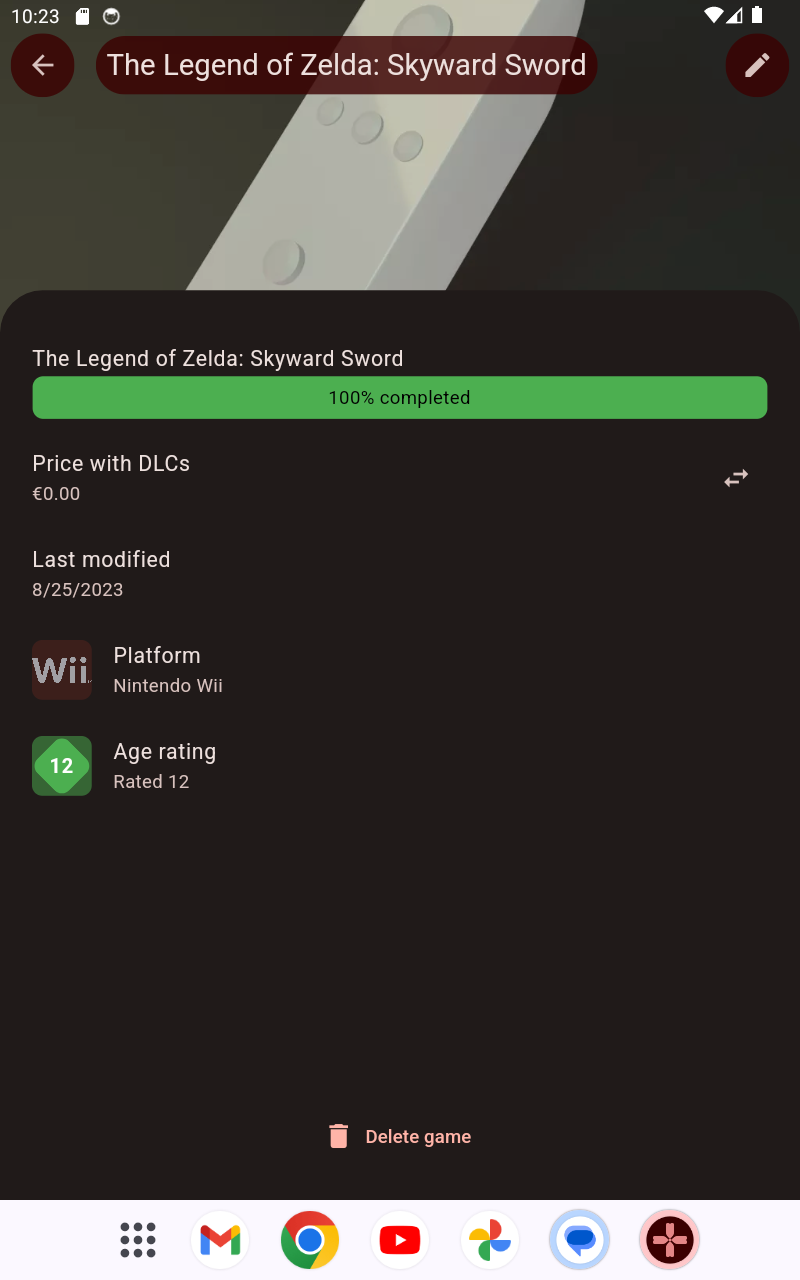 10:23
The Legend of Zelda: Skyward Sword
The Legend of Zelda: Skyward Sword
100% completed
Price with DLCs
€0.00
Last modified
8/25/2023
Wii
Platform
Nintendo Wii
12
Age rating
Rated 12
Delete game